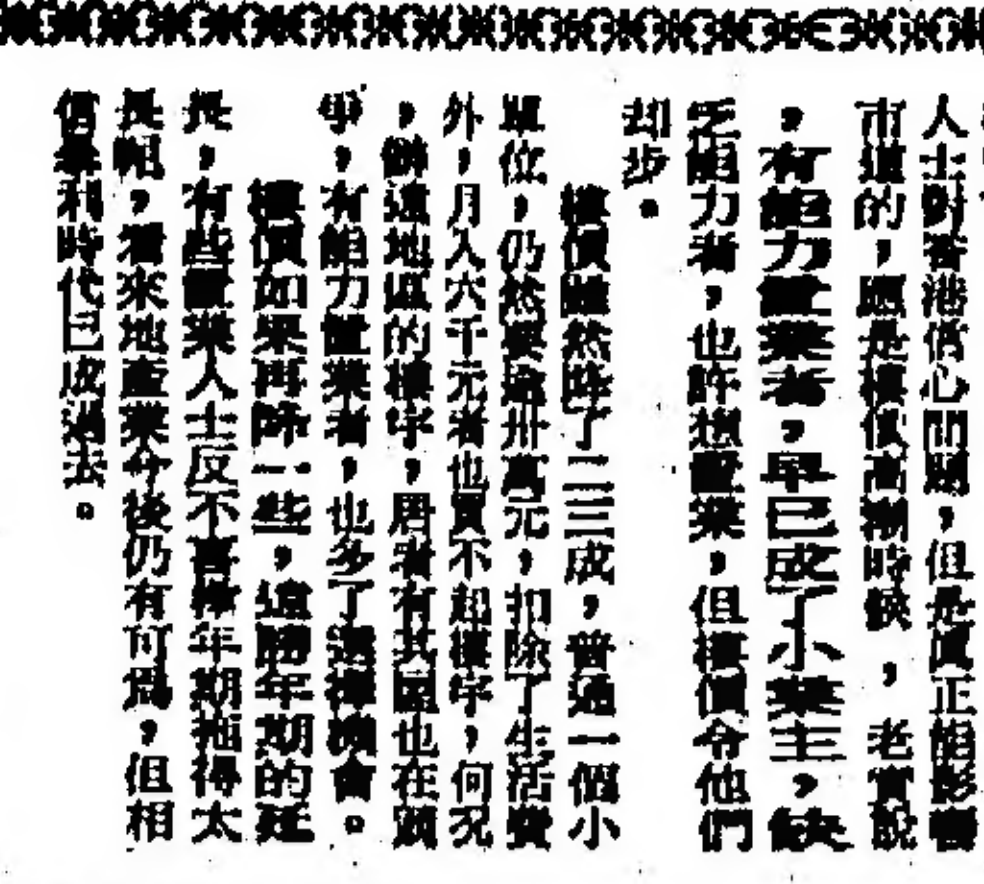 人士對香港信心問題，但是真正能影響
市道的，應是樓價高潮時候，老實說
，有能力置業者，早已成了小業主，缺
乏能力者，也許想置業，但樓價令他們
却步。
樓價雖然降了二三成，普通一個小
單位，仍然要逾卅萬元，扣除了生活費
外，月入六千元者也買不起樓宇，何況
，僻遠地區的樓宇，居者有其屋也在競
爭，有能力置業者，也多了選擇機會。
樓價如果再降一些，遠勝年期的延
長，有些置業人士反不喜擇年期拖得太
長呢，看來地產業今後仍有可為，但相
信暴利時代已成過去。